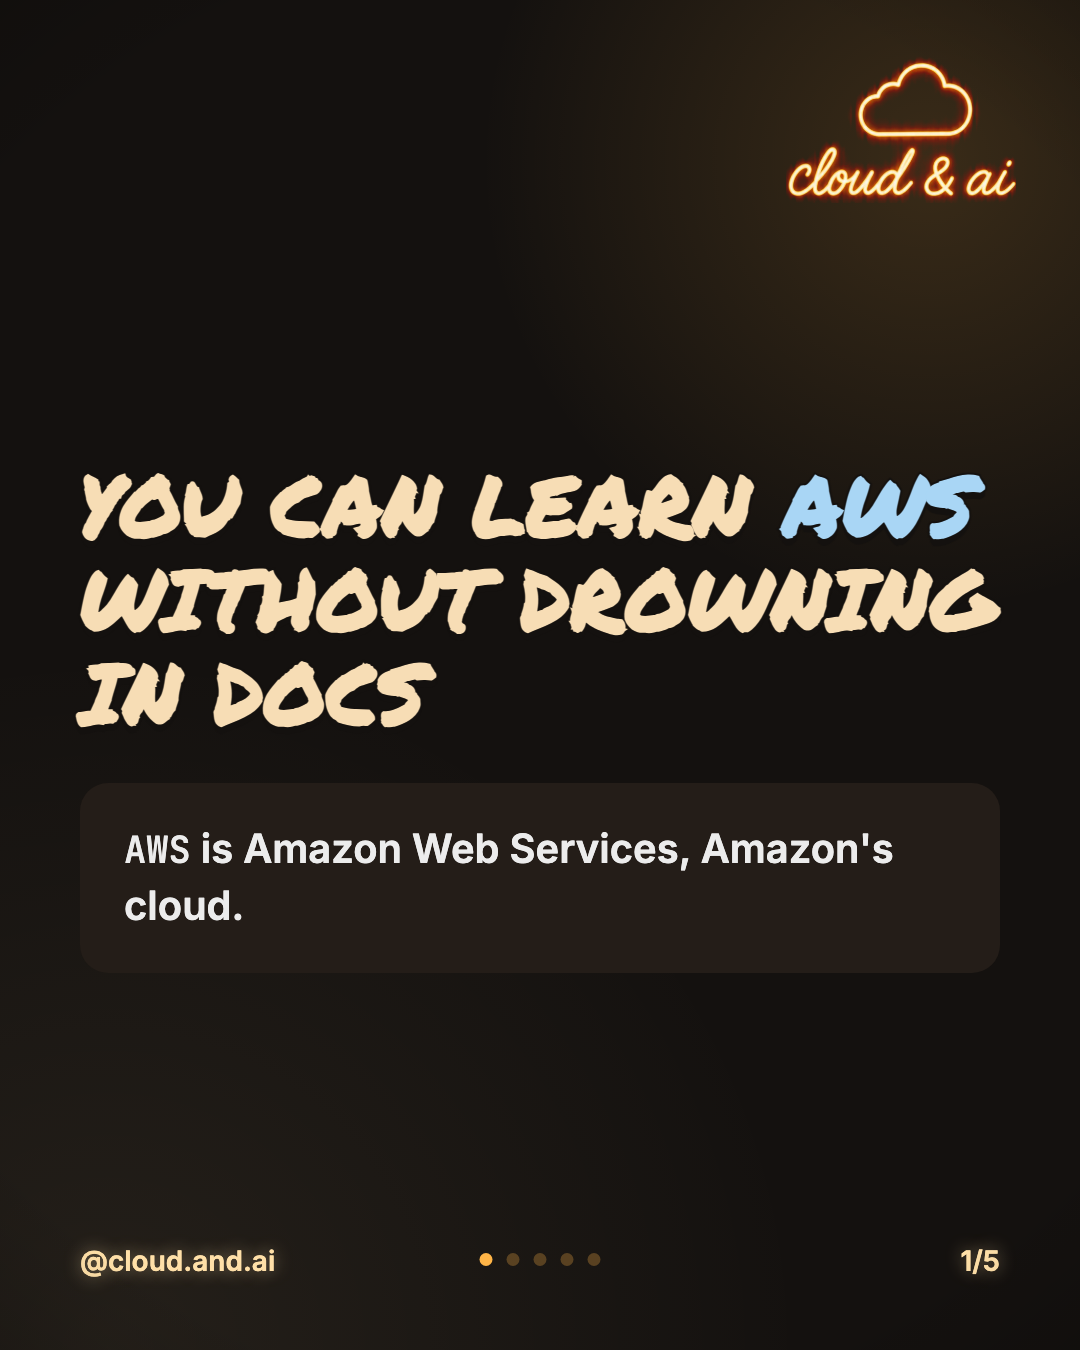 cloud & ai
YOU CAN LEARN AWS
WITHOUT DROWNING
IN DOCS
AWS is Amazon Web Services, Amazon's
cloud.
@cloud.and.ai
1/5